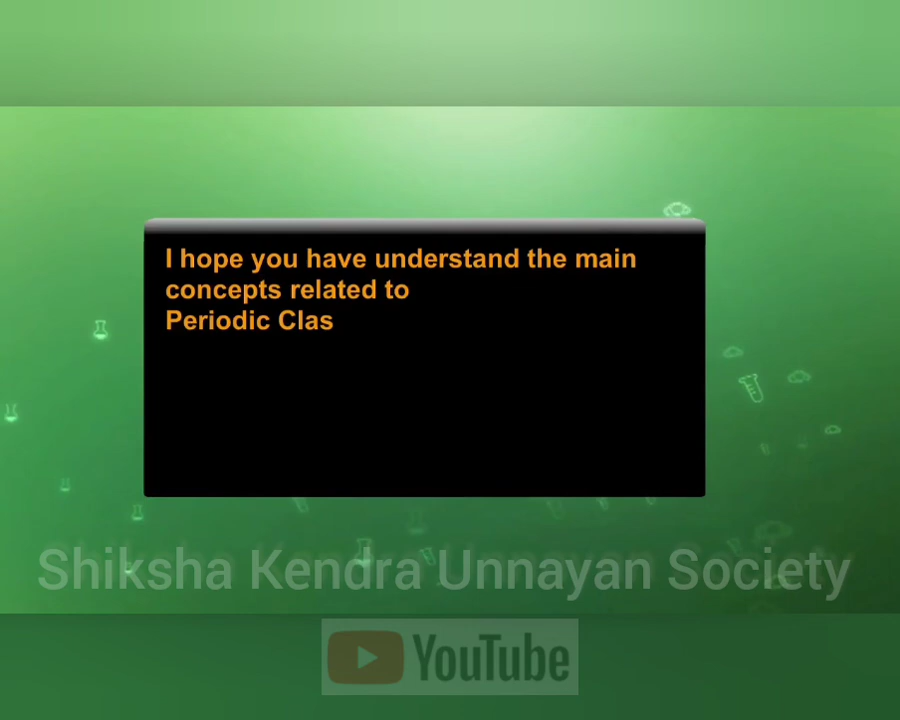 I hope you have understand the main
concepts related to
Periodic Clas
Shiksha Kendra Unnayan Society
YouTube